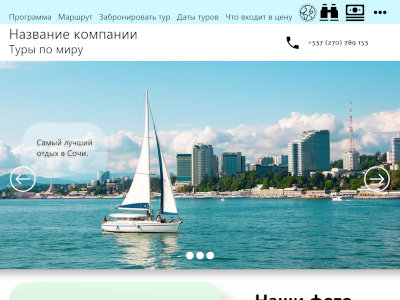 Программа Маршрут Забронировать тур Даты туров Что входит в цену
Название компании
Туры по миру
+537 (270) 789 153
Самый лучший
отдых в Сочи.
Наши фото